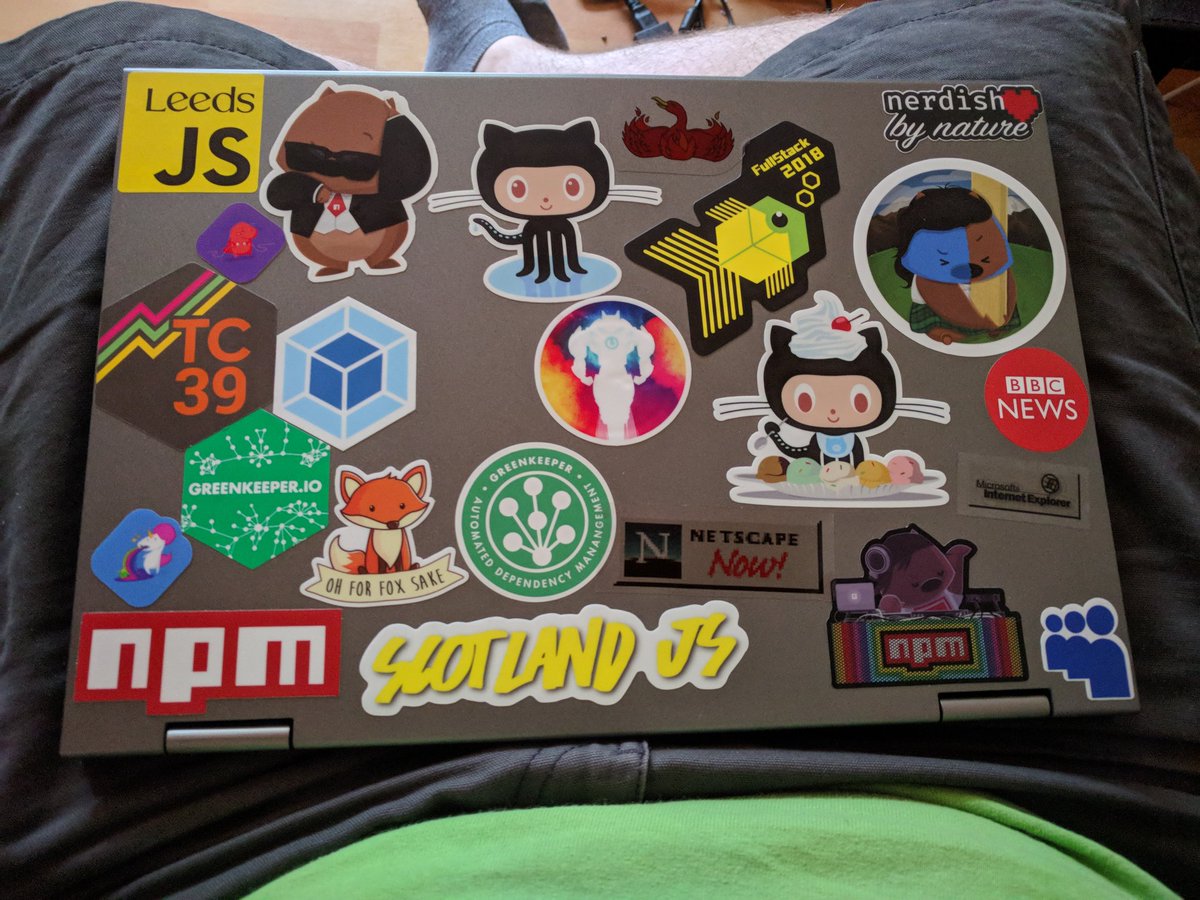 Leeds
JS
nerdish
by nature
FullStack
2018
TC
39
BBC
NEWS
GREENKEEPER.IO
GREENKEEPER
AUTOMATED DEPENDENCY MANANGEMENT
Microsoft
Internet Explorer
OH FOR FOX SAKE
N
NETSCAPE
Now!
npm
SCOTLAND JS
npm